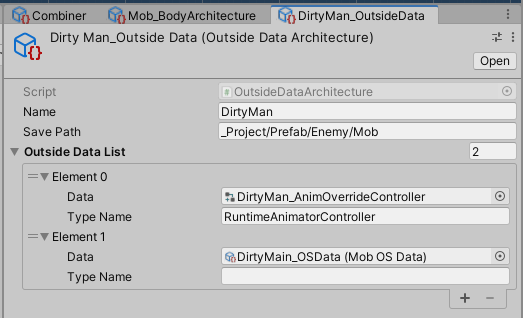 Combiner Mob_BodyArchitecture DirtyMan_OutsideData
Dirty Man_Outside Data (Outside Data Architecture)
Open
Script OutsideDataArchitecture
Name DirtyMan
Save Path _Project/Prefab/Enemy/Mob
Outside Data List 2
Element 0
Data DirtyMan_AnimOverrideController
Type Name RuntimeAnimatorController
Element 1
Data DirtyMain_OSData (Mob OS Data)
Type Name